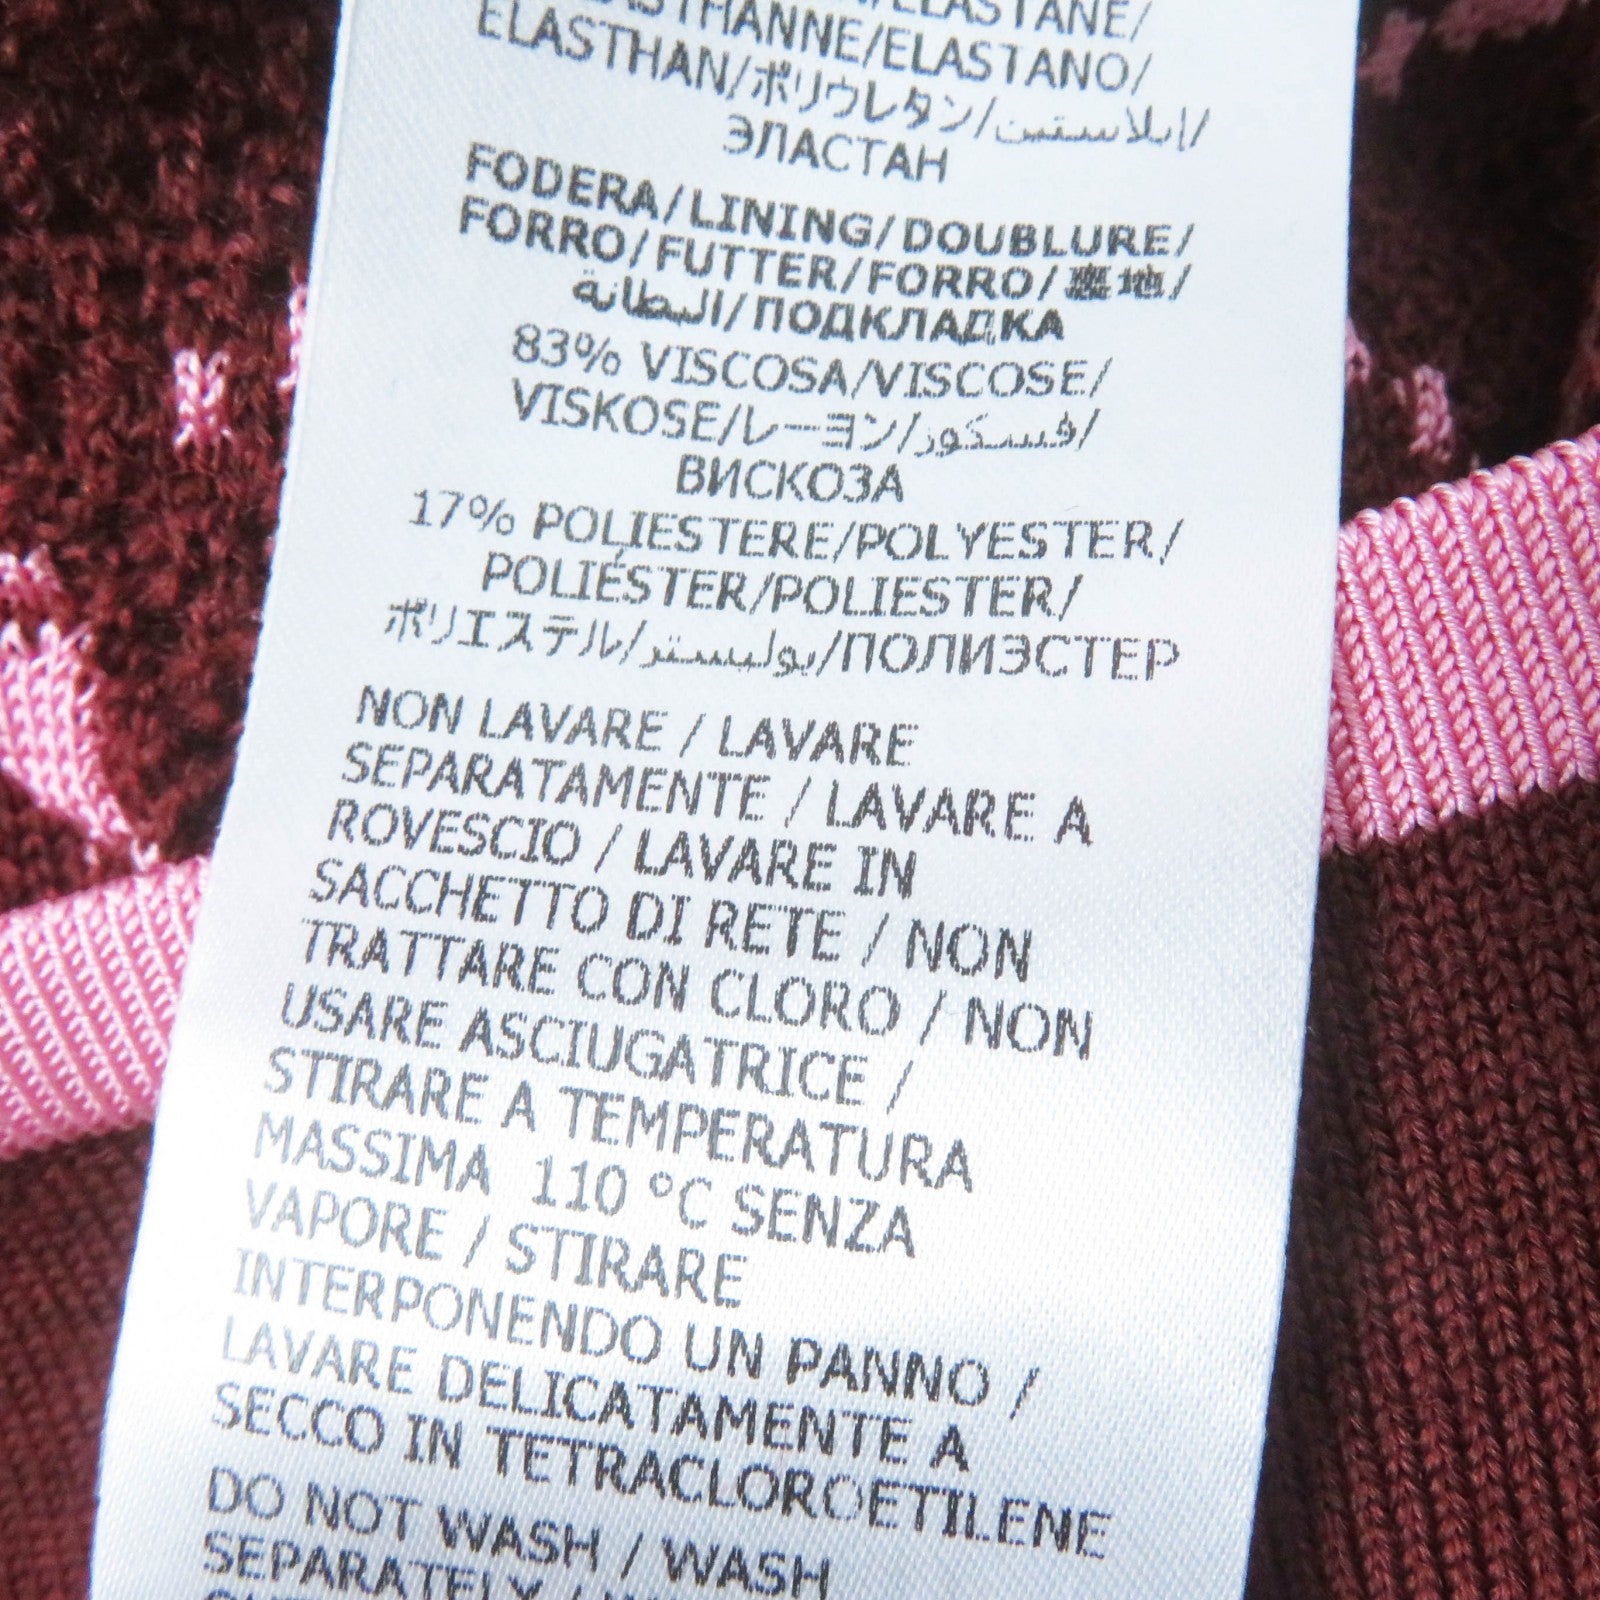 /ELASTANE/
ELASTHANNE/ELASTANO/
ELASTHAN/ポリウレタン/إيلاستين/
ЭЛАСТАН
FODERA/LINING/DOUBLURE/
FORRO/FUTTER/FORRO/裏地/
البطانة/ПОДКЛАДКА
83% VISCOSA/VISCOSE/
VISKOSE/レーヨン/فسكوز/
ВИСКОЗА
17% POLIESTERE/POLYESTER/
POLIÉSTER/POLIESTER/
ポリエステル/بوليستر/ПОЛИЭСТЕР
NON LAVARE / LAVARE
SEPARATAMENTE / LAVARE A
ROVESCIO / LAVARE IN
SACCHETTO DI RETE / NON
TRATTARE CON CLORO / NON
USARE ASCIUGATRICE /
STIRARE A TEMPERATURA
MASSIMA 110 °C SENZA
VAPORE / STIRARE
INTERPONENDO UN PANNO /
LAVARE DELICATAMENTE A
SECCO IN TETRACLOROETILENE
DO NOT WASH / WASH
SEPARATELY /